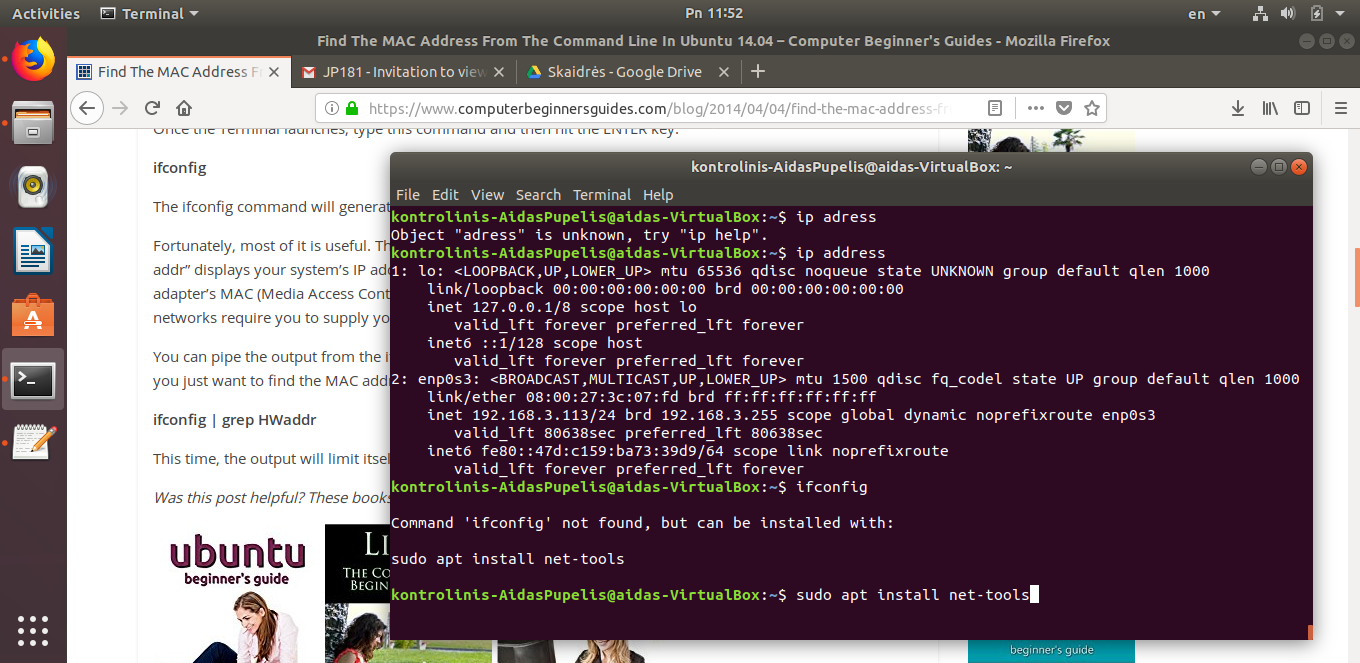 Activities Terminal Pn 11:52 en
Find The MAC Address From The Command Line In Ubuntu 14.04 – Computer Beginner's Guides - Mozilla Firefox
Find The MAC Address Fr JP181 - Invitation to view Skaidrės - Google Drive
https://www.computerbeginnersguides.com/blog/2014/04/04/find-the-mac-address-fr
Once the Terminal launches, type this command and then hit the ENTER key:
ifconfig
The ifconfig command will generat
Fortunately, most of it is useful. Th
addr” displays your system's IP add
adapter's MAC (Media Access Cont
networks require you to supply yo
You can pipe the output from the i
you just want to find the MAC addr
ifconfig | grep HWaddr
This time, the output will limit itsel
Was this post helpful? These books
ubuntu
beginner's guide
LI
THE CO
BEGIN
kontrolinis-AidasPupelis@aidas-VirtualBox: ~
File Edit View Search Terminal Help
kontrolinis-AidasPupelis@aidas-VirtualBox:~$ ip adress
Object "adress" is unknown, try "ip help".
kontrolinis-AidasPupelis@aidas-VirtualBox:~$ ip address
1: lo: <LOOPBACK,UP,LOWER_UP> mtu 65536 qdisc noqueue state UNKNOWN group default qlen 1000
link/loopback 00:00:00:00:00:00 brd 00:00:00:00:00:00
inet 127.0.0.1/8 scope host lo
valid_lft forever preferred_lft forever
inet6 ::1/128 scope host
valid_lft forever preferred_lft forever
2: enp0s3: <BROADCAST,MULTICAST,UP,LOWER_UP> mtu 1500 qdisc fq_codel state UP group default qlen 1000
link/ether 08:00:27:3c:07:fd brd ff:ff:ff:ff:ff:ff
inet 192.168.3.113/24 brd 192.168.3.255 scope global dynamic noprefixroute enp0s3
valid_lft 80638sec preferred_lft 80638sec
inet6 fe80::47d:c159:ba73:39d9/64 scope link noprefixroute
valid_lft forever preferred_lft forever
kontrolinis-AidasPupelis@aidas-VirtualBox:~$ ifconfig
Command 'ifconfig' not found, but can be installed with:
sudo apt install net-tools
kontrolinis-AidasPupelis@aidas-VirtualBox:~$ sudo apt install net-tools
beginner's guide